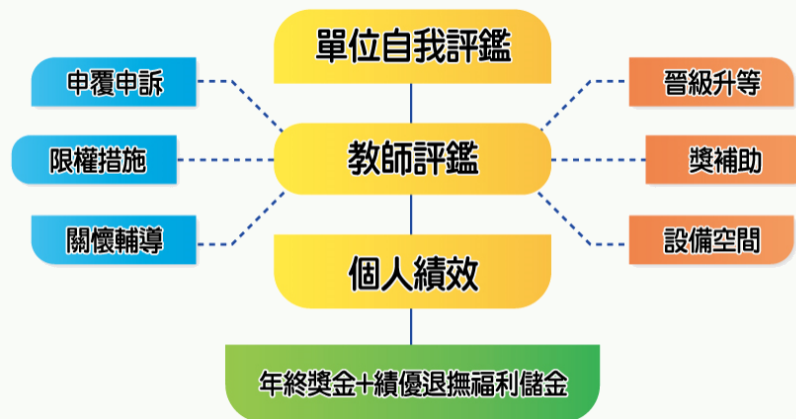 單位自我評鑑
申覆申訴
晉級升等
限權措施
教師評鑑
獎補助
關懷輔導
設備空間
個人績效
年終獎金+績優退撫福利儲金